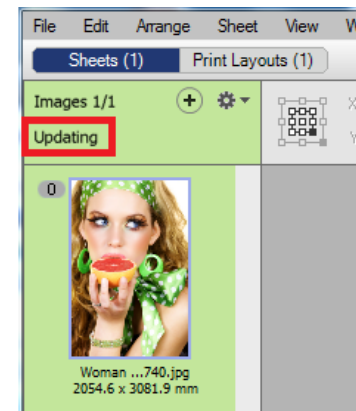 File Edit Arrange Sheet View
Sheets (1) Print Layouts (1)
Images 1/1
X
Updating
Y
0
Woman ...740.jpg
2054.6 x 3081.9 mm